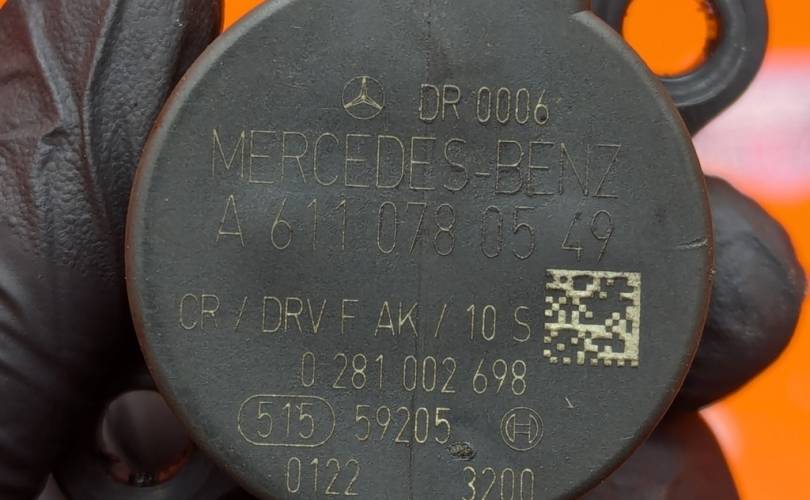 DR 0006
MERCEDES-BENZ
A 611 078 05 49
CR / DRV F AK / 10 S
0 281 002 698
515 59205
0122 3200